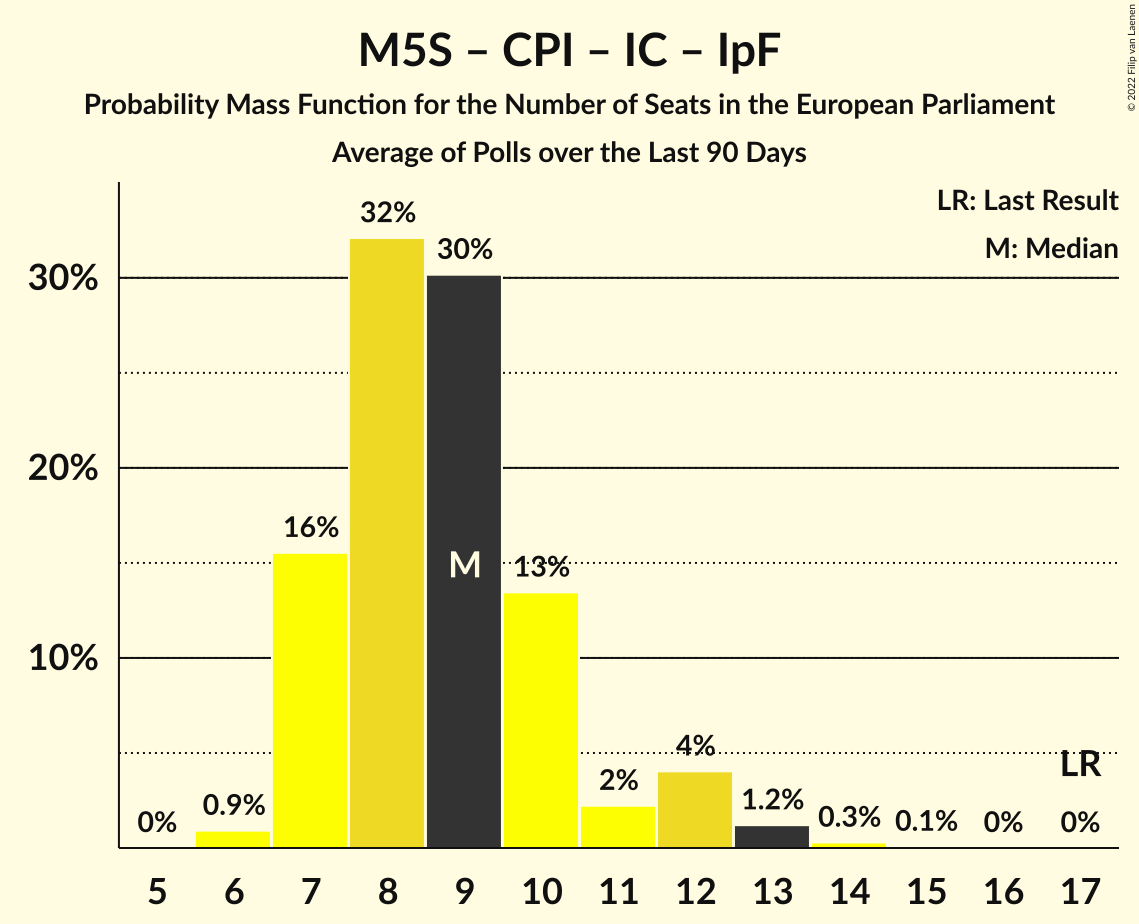 M5S – CPI – IC – IpF
Probability Mass Function for the Number of Seats in the European Parliament
Average of Polls over the Last 90 Days
© 2022 Filip van Laenen
LR: Last Result
M: Median
30%
20%
10%
0%
0.9%
16%
32%
30%
M
13%
2%
4%
1.2%
0.3%
0.1%
0%
LR
0%
5 6 7 8 9 10 11 12 13 14 15 16 17